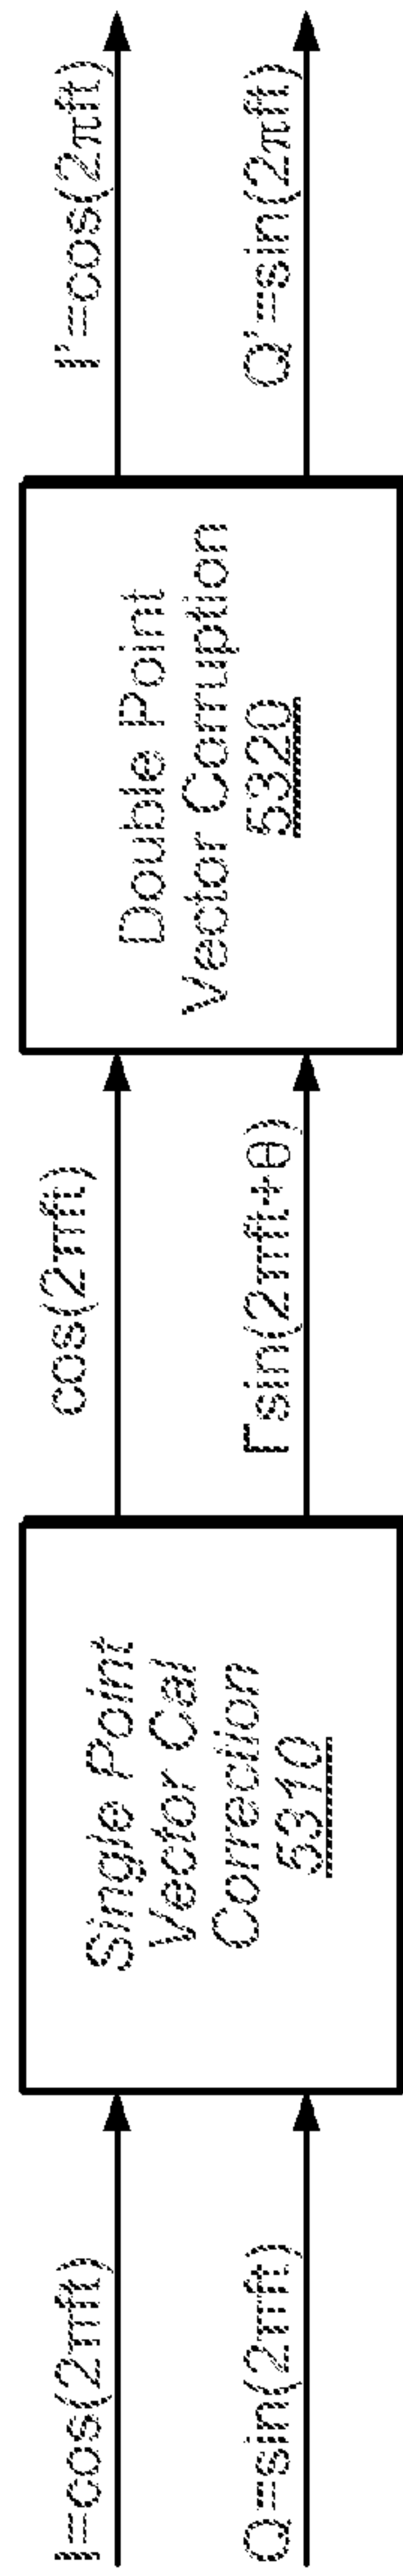 I=cos(2πft)
Q=sin(2πft)
Single Point
Vector Cal
Correction
5310
cos(2πft)
Γsin(2πft+θ)
Double Point
Vector Corruption
5320
I'=cos(2πft)
Q'=sin(2πft)